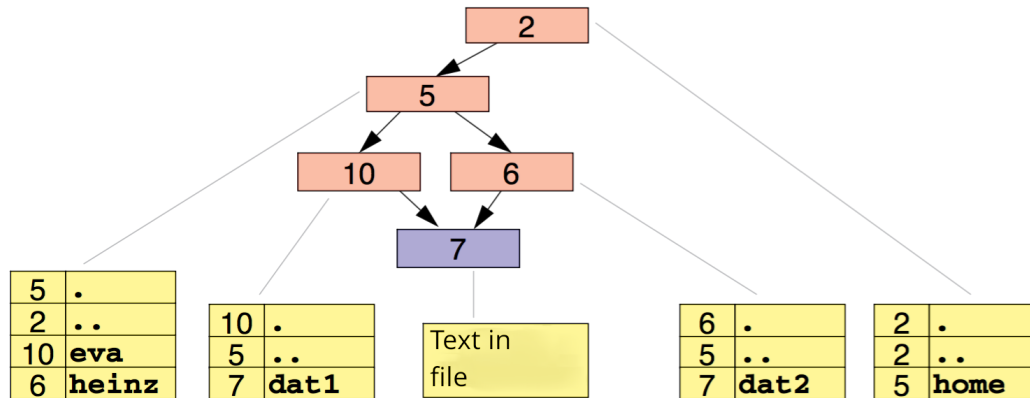 2
5
10
6
7
5 .
2 ..
10 eva
6 heinz
10 .
5 ..
7 dat1
Text in
file
6 .
5 ..
7 dat2
2 .
2 ..
5 home